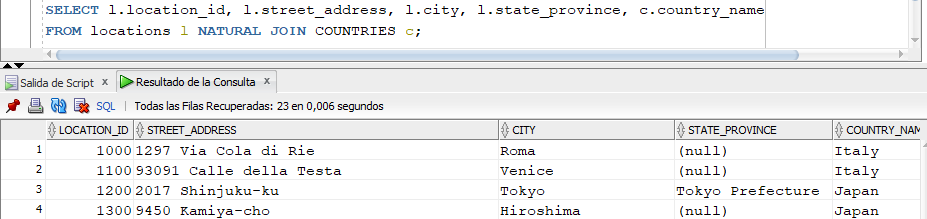 SELECT l.location_id, l.street_address, l.city, l.state_province, c.country_name
FROM locations l NATURAL JOIN COUNTRIES c;
Salida de Script x Resultado de la Consulta x
SQL | Todas las Filas Recuperadas: 23 en 0,006 segundos
LOCATION_ID STREET_ADDRESS CITY STATE_PROVINCE COUNTRY_NAM
1 1000 1297 Via Cola di Rie Roma (null) Italy
2 1100 93091 Calle della Testa Venice (null) Italy
3 1200 2017 Shinjuku-ku Tokyo Tokyo Prefecture Japan
4 1300 9450 Kamiya-cho Hiroshima (null) Japan